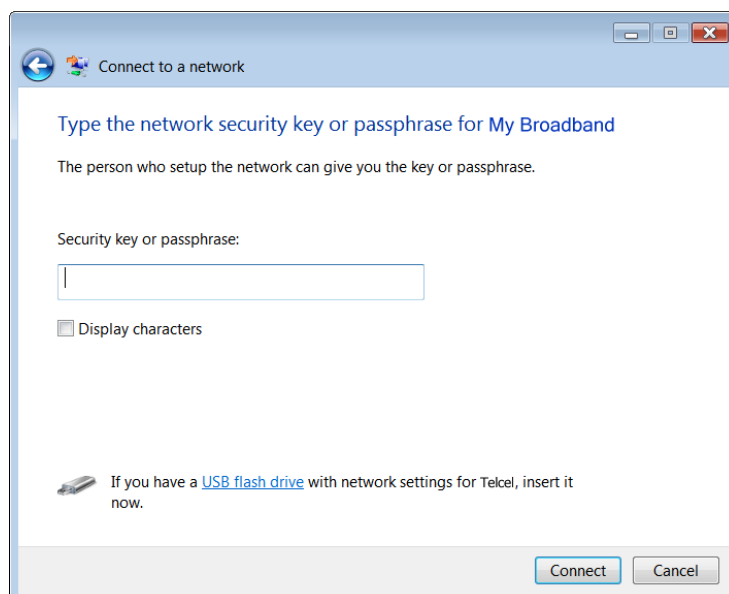 Connect to a network
Type the network security key or passphrase for My Broadband
The person who setup the network can give you the key or passphrase.
Security key or passphrase:
Display characters
If you have a USB flash drive with network settings for Telcel, insert it
now.
Connect Cancel